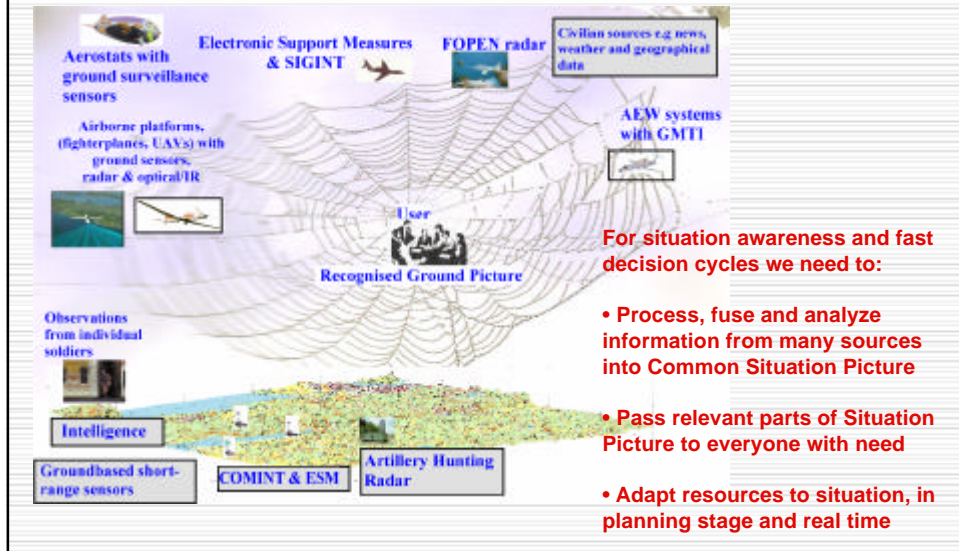 Aerostats with
ground surveillance
sensors
Electronic Support Measures
& SIGINT
FOPEN radar
Civilian sources e.g news,
weather and geographical
data
Airborne platforms,
(fighterplanes, UAVs) with
ground sensors,
radar & optical/IR
AEW systems
with GMTI
User
Recognised Ground Picture
For situation awareness and fast
decision cycles we need to:
• Process, fuse and analyze
information from many sources
into Common Situation Picture
• Pass relevant parts of Situation
Picture to everyone with need
• Adapt resources to situation, in
planning stage and real time
Observations
from individual
soldiers
Intelligence
Groundbased short-
range sensors
COMINT & ESM
Artillery Hunting
Radar